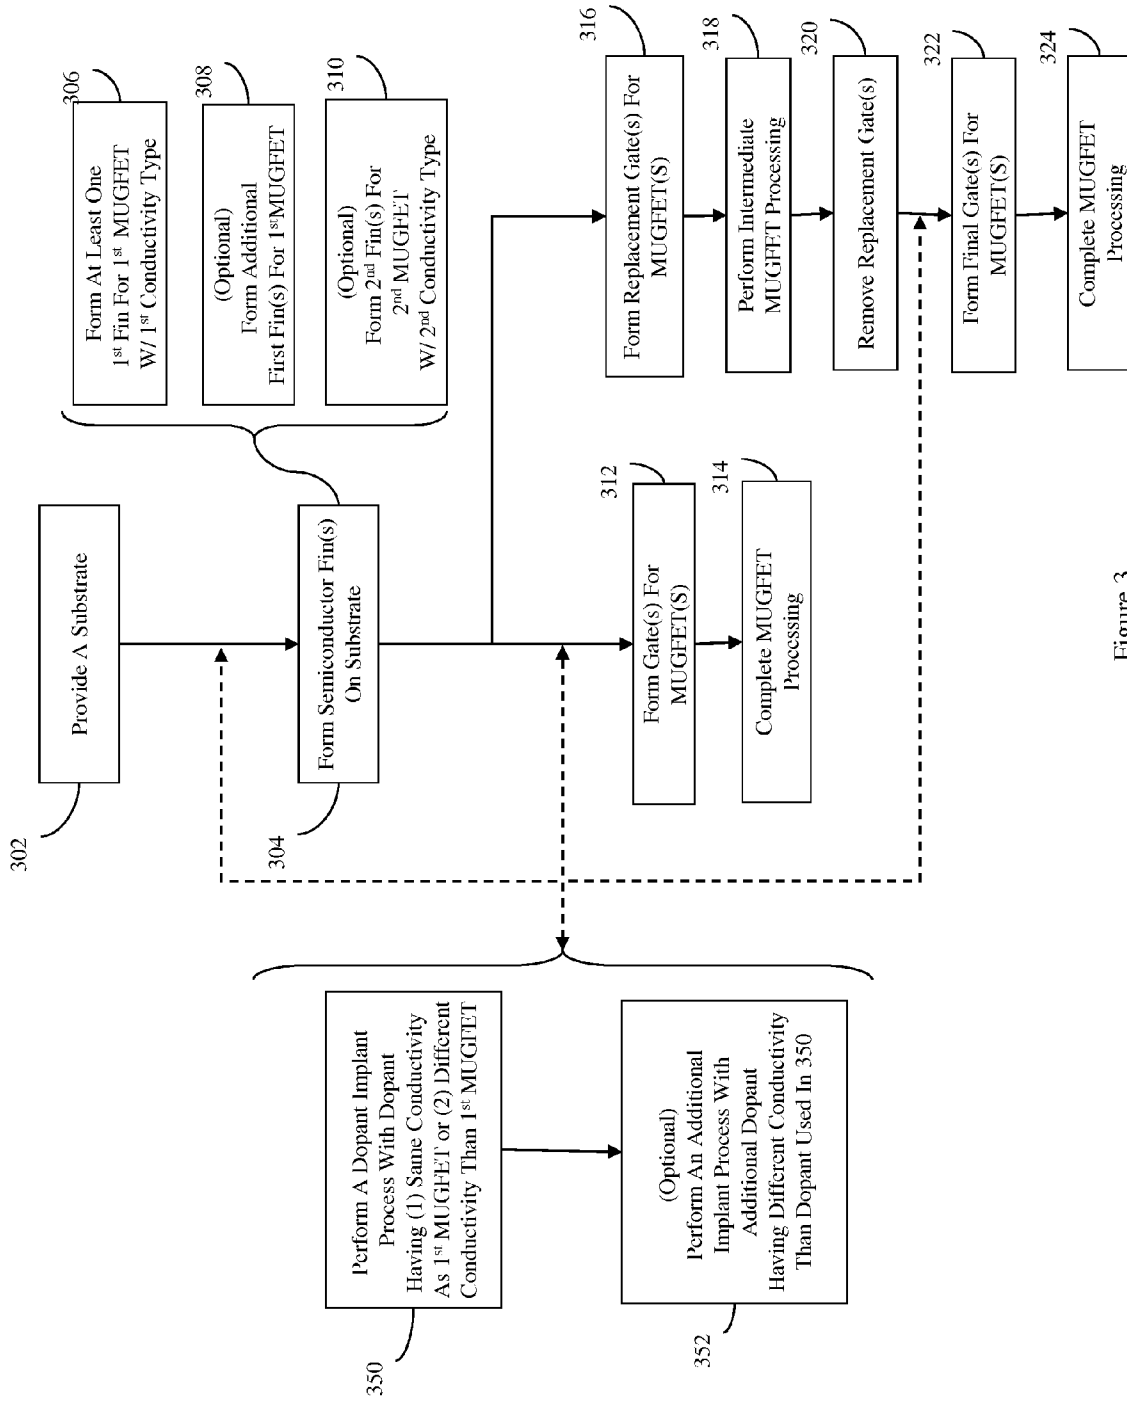 302
Provide A Substrate
304
Form Semiconductor Fin(s)
On Substrate
306
Form At Least One
1st Fin For 1st MUGFET
W/ 1st Conductivity Type
308
(Optional)
Form Additional
First Fin(s) For 1st MUGFET
310
(Optional)
Form 2nd Fin(s) For
2nd MUGFET
W/ 2nd Conductivity Type
350
Perform A Dopant Implant
Process With Dopant
Having (1) Same Conductivity
As 1st MUGFET or (2) Different
Conductivity Than 1st MUGFET
352
(Optional)
Perform An Additional
Implant Process With
Additional Dopant
Having Different Conductivity
Than Dopant Used In 350
312
Form Gate(s) For
MUGFET(S)
314
Complete MUGFET
Processing
316
Form Replacement Gate(s) For
MUGFET(S)
318
Perform Intermediate
MUGFET Processing
320
Remove Replacement Gate(s)
322
Form Final Gate(s) For
MUGFET(S)
324
Complete MUGFET
Processing
Figure 3